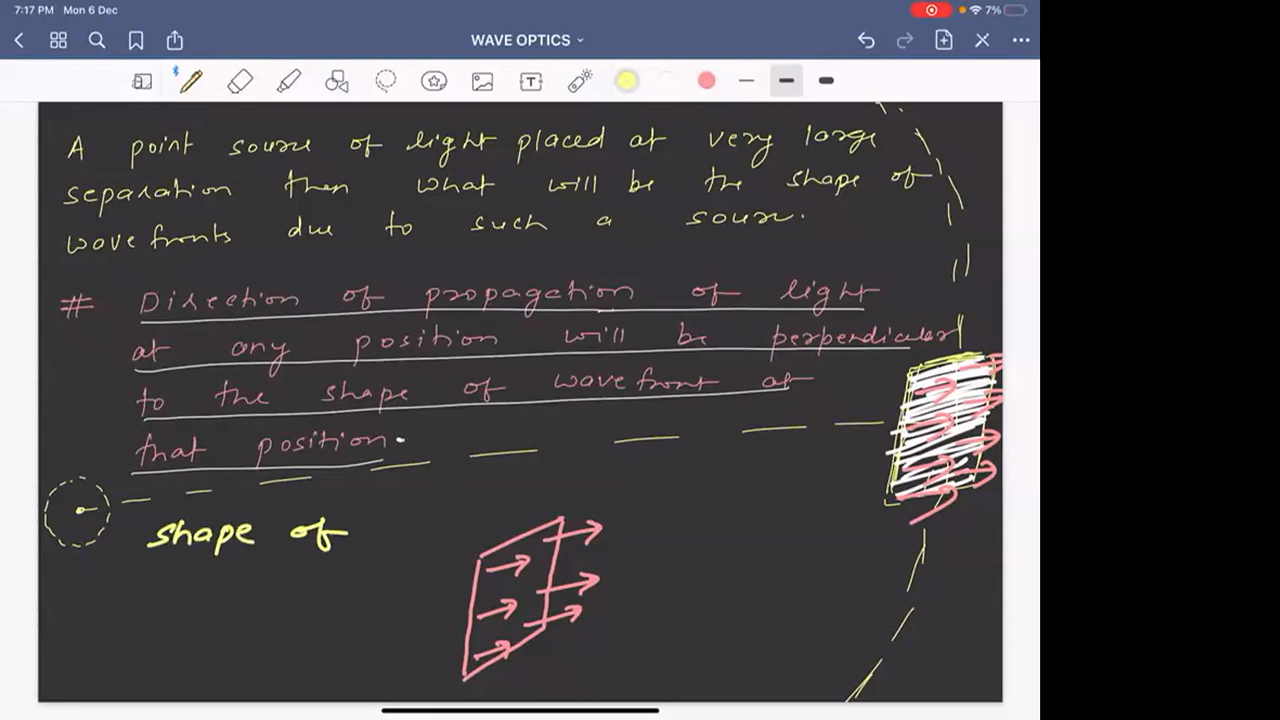 7:17 PM Mon 6 Dec
7%
WAVE OPTICS
A point source of light placed at very large
separation then what will be the shape of
wavefronts due to such a sourc.
# Direction of propagation of light
at any position will be perpendicular
to the shape of wavefront at
that position.
shape of